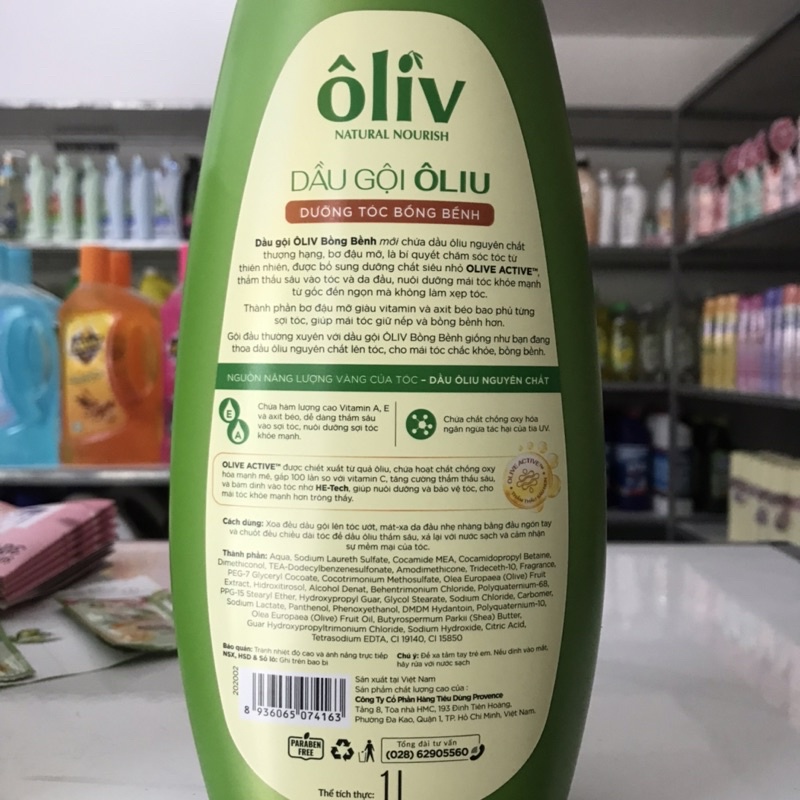 ôliv
NATURAL NOURISH
DẦU GỘI ÔLIU
DƯỠNG TÓC BỒNG BỀNH
Dầu gội ÔLIV Bồng Bềnh mới chứa dầu ôliu nguyên chất
thượng hạng, bơ đậu mỡ, là bí quyết chăm sóc tóc từ
thiên nhiên, được bổ sung dưỡng chất siêu nhỏ OLIVE ACTIVE™,
thẩm thấu sâu vào tóc và da đầu, nuôi dưỡng mái tóc khỏe mạnh
từ gốc đến ngọn mà không làm xẹp tóc.
Thành phần bơ đậu mỡ giàu vitamin và axit béo bao phủ từng
sợi tóc, giúp mái tóc giữ nếp và bồng bềnh hơn.
Gội đầu thường xuyên với dầu gội ÔLIV Bồng Bềnh giống như bạn đang
thoa dầu ôliu nguyên chất lên tóc, cho mái tóc chắc khỏe, bồng bềnh.
NGUỒN NĂNG LƯỢNG VÀNG CỦA TÓC – DẦU ÔLIU NGUYÊN CHẤT
E
A
Chứa hàm lượng cao Vitamin A, E
và axit béo, dễ dàng thấm sâu
vào sợi tóc, nuôi dưỡng sợi tóc
khỏe mạnh.
Chứa chất chống oxy hóa
ngăn ngừa tác hại của tia UV.
OLIVE ACTIVE™ được chiết xuất từ quả ôliu, chứa hoạt chất chống oxy
hóa mạnh mẽ, gấp 100 lần so với vitamin C, tăng cường thẩm thấu sâu,
và bám dính vào tóc nhờ HE-Tech, giúp nuôi dưỡng và bảo vệ tóc, cho
mái tóc khỏe mạnh hơn trông thấy.
OLIVE ACTIVE™
Cách dùng: Xoa đều dầu gội lên tóc ướt, mát-xa da đầu nhẹ nhàng bằng đầu ngón tay
và chuốt đều chiều dài tóc để dầu ôliu thấm sâu, xả lại với nước sạch và cảm nhận
sự mềm mại của tóc.
Thành phần: Aqua, Sodium Laureth Sulfate, Cocamide MEA, Cocamidopropyl Betaine,
Dimethiconol, TEA-Dodecylbenzenesulfonate, Amodimethicone, Trideceth-10, Fragrance,
PEG-7 Glyceryl Cocoate, Cocotrimonium Methosulfate, Olea Europaea (Olive) Fruit
Extract, Hidroxitirosol, Alcohol Denat, Behentrimonium Chloride, Polyquaternium-68,
PPG-15 Stearyl Ether, Hydroxypropyl Guar, Glycol Stearate, Sodium Chloride, Carbomer,
Sodium Lactate, Panthenol, Phenoxyethanol, DMDM Hydantoin, Polyquaternium-10,
Olea Europaea (Olive) Fruit Oil, Butyrospermum Parkii (Shea) Butter,
Guar Hydroxypropyltrimonium Chloride, Sodium Hydroxide, Citric Acid,
Tetrasodium EDTA, CI 19140, CI 15850
Bảo quản: Tránh nhiệt độ cao và ánh nắng trực tiếp
NSX, HSD & Số lô: Ghi trên bao bì
Chú ý: Để xa tầm tay trẻ em. Nếu dính vào mắt,
hãy rửa với nước sạch
202002
8 936065 074163
Sản xuất tại Việt Nam
Sản phẩm chất lượng cao của :
Công Ty Cổ Phần Hàng Tiêu Dùng Provence
Tầng 8, Tòa nhà HMC, 193 Đinh Tiên Hoàng,
Phường Đa Kao, Quận 1, TP. Hồ Chí Minh, Việt Nam.
PARABEN
FREE
Tổng đài tư vấn
(028) 62905560
Thể tích thực: 1L